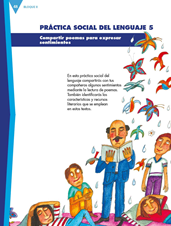 BLOQUE II
PRÁCTICA SOCIAL DEL LENGUAJE 5
Compartir poemas para expresar
sentimientos
En esta práctica social del
lenguaje compartirás con tus
compañeros algunos sentimientos
mediante la lectura de poemas.
También identificarás las
características y recursos
literarios que se emplean
en estos textos.